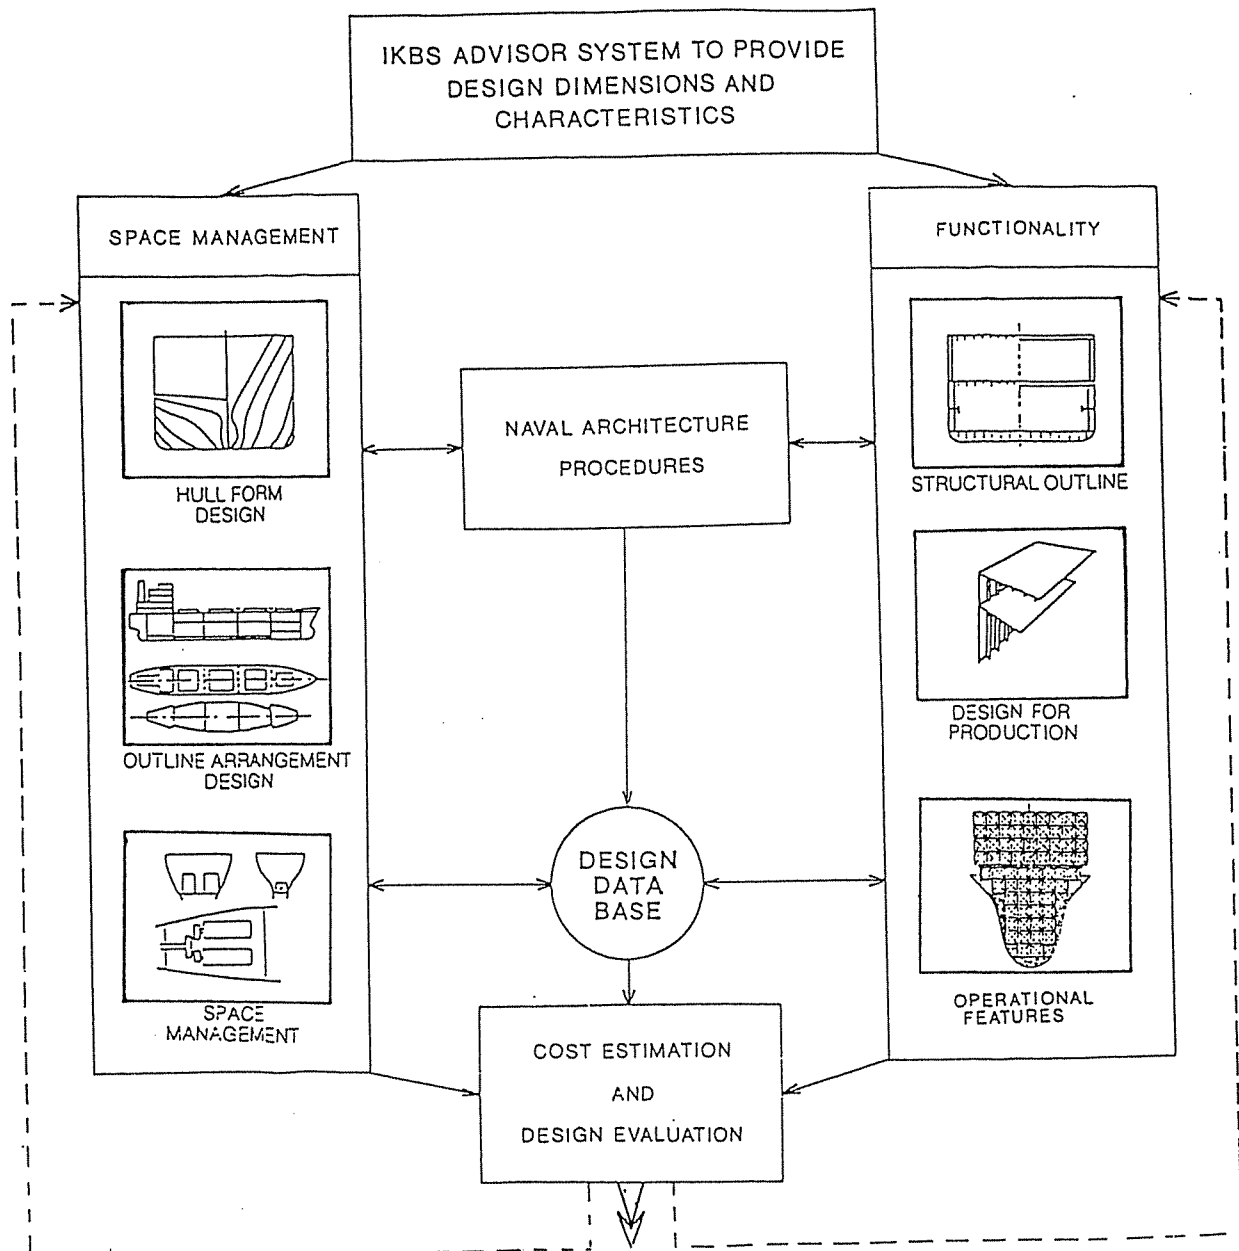 IKBS ADVISOR SYSTEM TO PROVIDE
DESIGN DIMENSIONS AND
CHARACTERISTICS
SPACE MANAGEMENT
HULL FORM
DESIGN
OUTLINE ARRANGEMENT
DESIGN
SPACE
MANAGEMENT
NAVAL ARCHITECTURE
PROCEDURES
DESIGN
DATA
BASE
COST ESTIMATION
AND
DESIGN EVALUATION
FUNCTIONALITY
STRUCTURAL OUTLINE
DESIGN FOR
PRODUCTION
OPERATIONAL
FEATURES